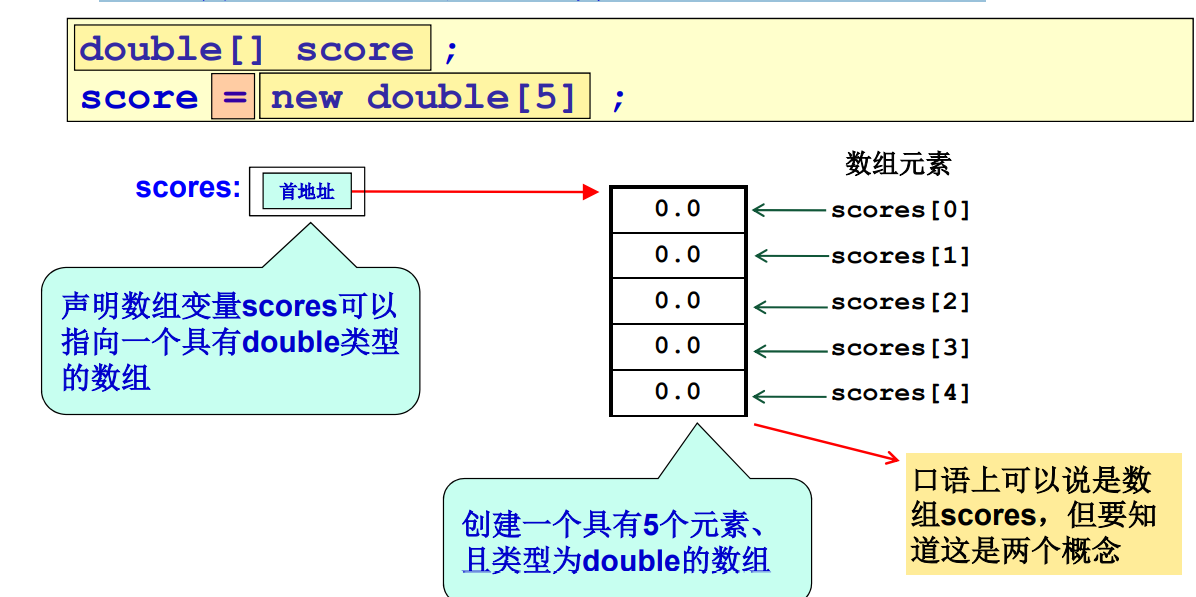 double[] score ;
score = new double[5] ;
数组元素
scores:
首地址
0.0
scores[0]
0.0
scores[1]
0.0
scores[2]
0.0
scores[3]
0.0
scores[4]
声明数组变量scores可以
指向一个具有double类型
的数组
创建一个具有5个元素、
且类型为double的数组
口语上可以说是数
组scores，但要知
道这是两个概念